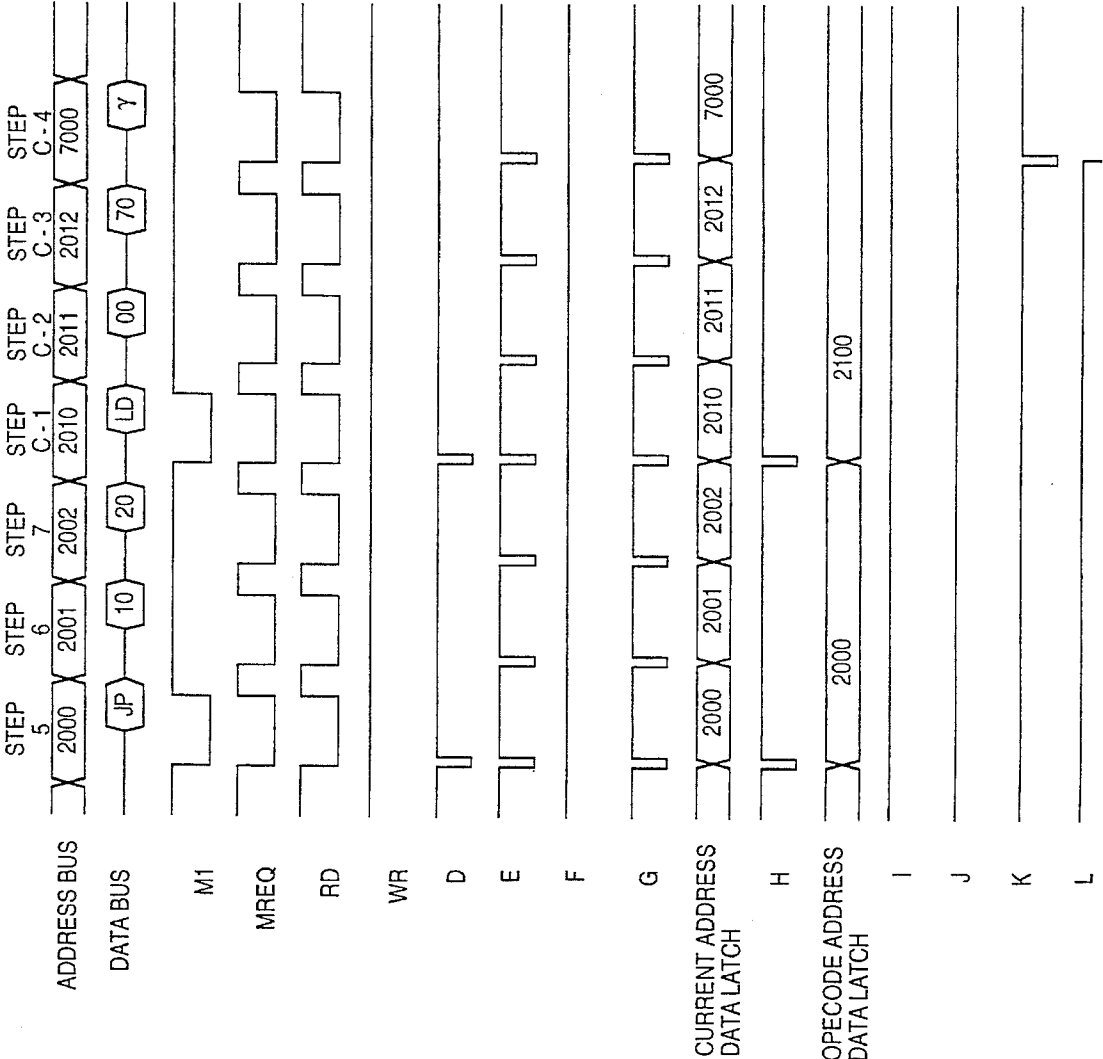 STEP 5
STEP 6
STEP 7
STEP C-1
STEP C-2
STEP C-3
STEP C-4
ADDRESS BUS
2000 2001 2002 2010 2011 2012 7000
DATA BUS
JP 10 20 LD 00 70 γ
M1
MREQ
RD
WR
D
E
F
G
CURRENT ADDRESS
DATA LATCH
2000 2001 2002 2010 2011 2012 7000
H
OPECODE ADDRESS
DATA LATCH
2000 2100
I
J
K
L